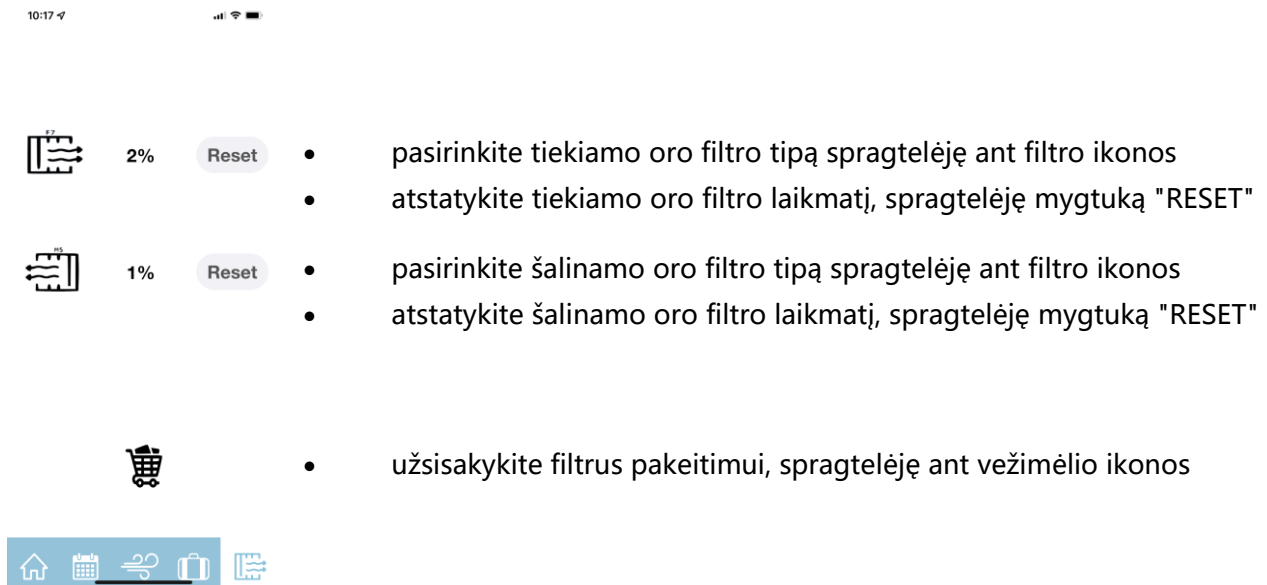 10:17
F7
2% Reset
• pasirinkite tiekiamo oro filtro tipą spragtelėję ant filtro ikonos
• atstatykite tiekiamo oro filtro laikmatį, spragtelėję mygtuką "RESET"
M5
1% Reset
• pasirinkite šalinamo oro filtro tipą spragtelėję ant filtro ikonos
• atstatykite šalinamo oro filtro laikmatį, spragtelėję mygtuką "RESET"
• užsisakykite filtrus pakeitimui, spragtelėję ant vežimėlio ikonos